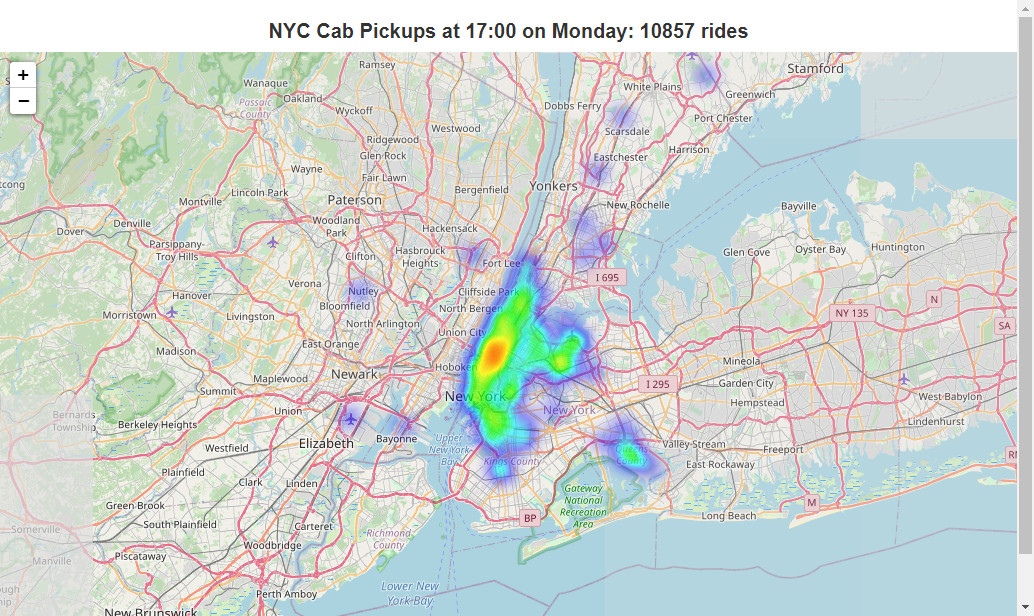 NYC Cab Pickups at 17:00 on Monday: 10857 rides
+
−
Ramsey
Stamford
Wanaque
White Plains
Oakland
Greenwich
Passaic
County
Wyckoff
Dobbs Ferry
Port Chester
Westwood
Scarsdale
Ridgewood
Glen Rock
Harrison
Eastchester
Wayne
Fair Lawn
Lincoln Park
Bergenfield
Yonkers
Montville
Paterson
New Rochelle
Bayville
Denville
Dover
Woodland
Park
Hackensack
Parsippany-
Troy Hills
Clifton
Hasbrouck
Heights
Fort Lee
Glen Cove
Oyster Bay
Huntington
I 695
Verona
Nutley
Cliffside Park
Hanover
Bloomfield
North Bergen
N
NY 135
Morristown
Livingston
North Arlington
Union City
SA
East Orange
Madison
Hoboken
Mineola
Newark
Maplewood
Summit
I 295
Garden City
New York
Hempstead
West Babylon
Bernards
Township
Union
New York
Berkeley Heights
Lindenhurst
Elizabeth
Bayonne
Upper
New York
Bay
Valley Stream
Freeport
Westfield
Queens
County
Kings County
East Rockaway
Plainfield
Clark
Linden
Gateway
National
Recreation
Area
Green Brook
M
Long Beach
BP
South Plainfield
Carteret
Somerville
Richmond
County
Woodbridge
Piscataway
Manville
Lower New
York Bay
Perth Amboy
New Brunswick